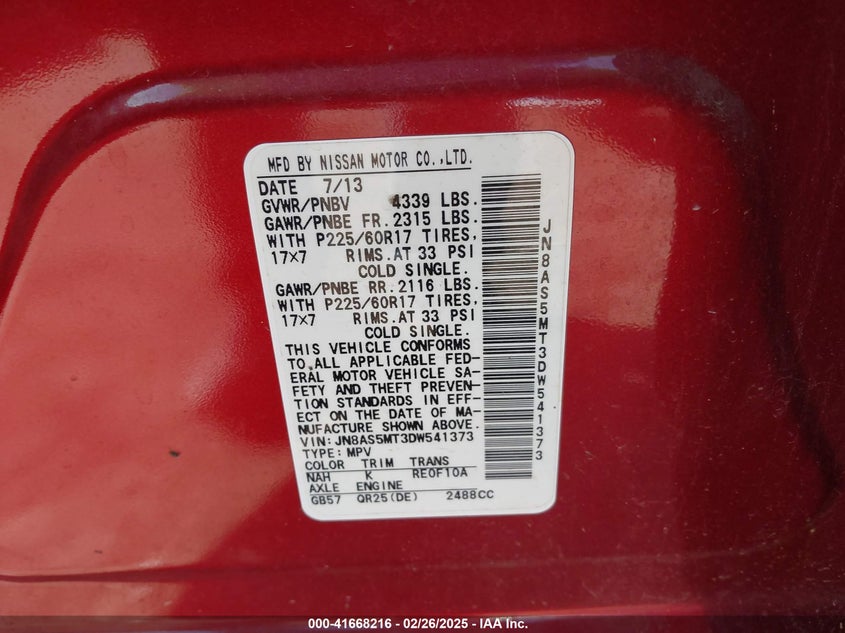 MFD BY NISSAN MOTOR CO.,LTD.
DATE 7/13
GVWR/PNBV 4339 LBS.
GAWR/PNBE FR. 2315 LBS.
WITH P225/60R17 TIRES,
17×7 RIMS.AT 33 PSI
COLD SINGLE.
GAWR/PNBE RR. 2116 LBS.
WITH P225/60R17 TIRES,
17×7 RIMS.AT 33 PSI
COLD SINGLE.
THIS VEHICLE CONFORMS
TO ALL APPLICABLE FED-
ERAL MOTOR VEHICLE SA-
FETY AND THEFT PREVEN-
TION STANDARDS IN EFF-
ECT ON THE DATE OF MA-
NUFACTURE SHOWN ABOVE.
VIN: JN8AS5MT3DW541373
TYPE: MPV
COLOR TRIM TRANS
NAH K RE0F10A
AXLE ENGINE
GB57 QR25(DE) 2488CC
JN8AS5MT3DW541373
000-41668216 - 02/26/2025 - IAA Inc.